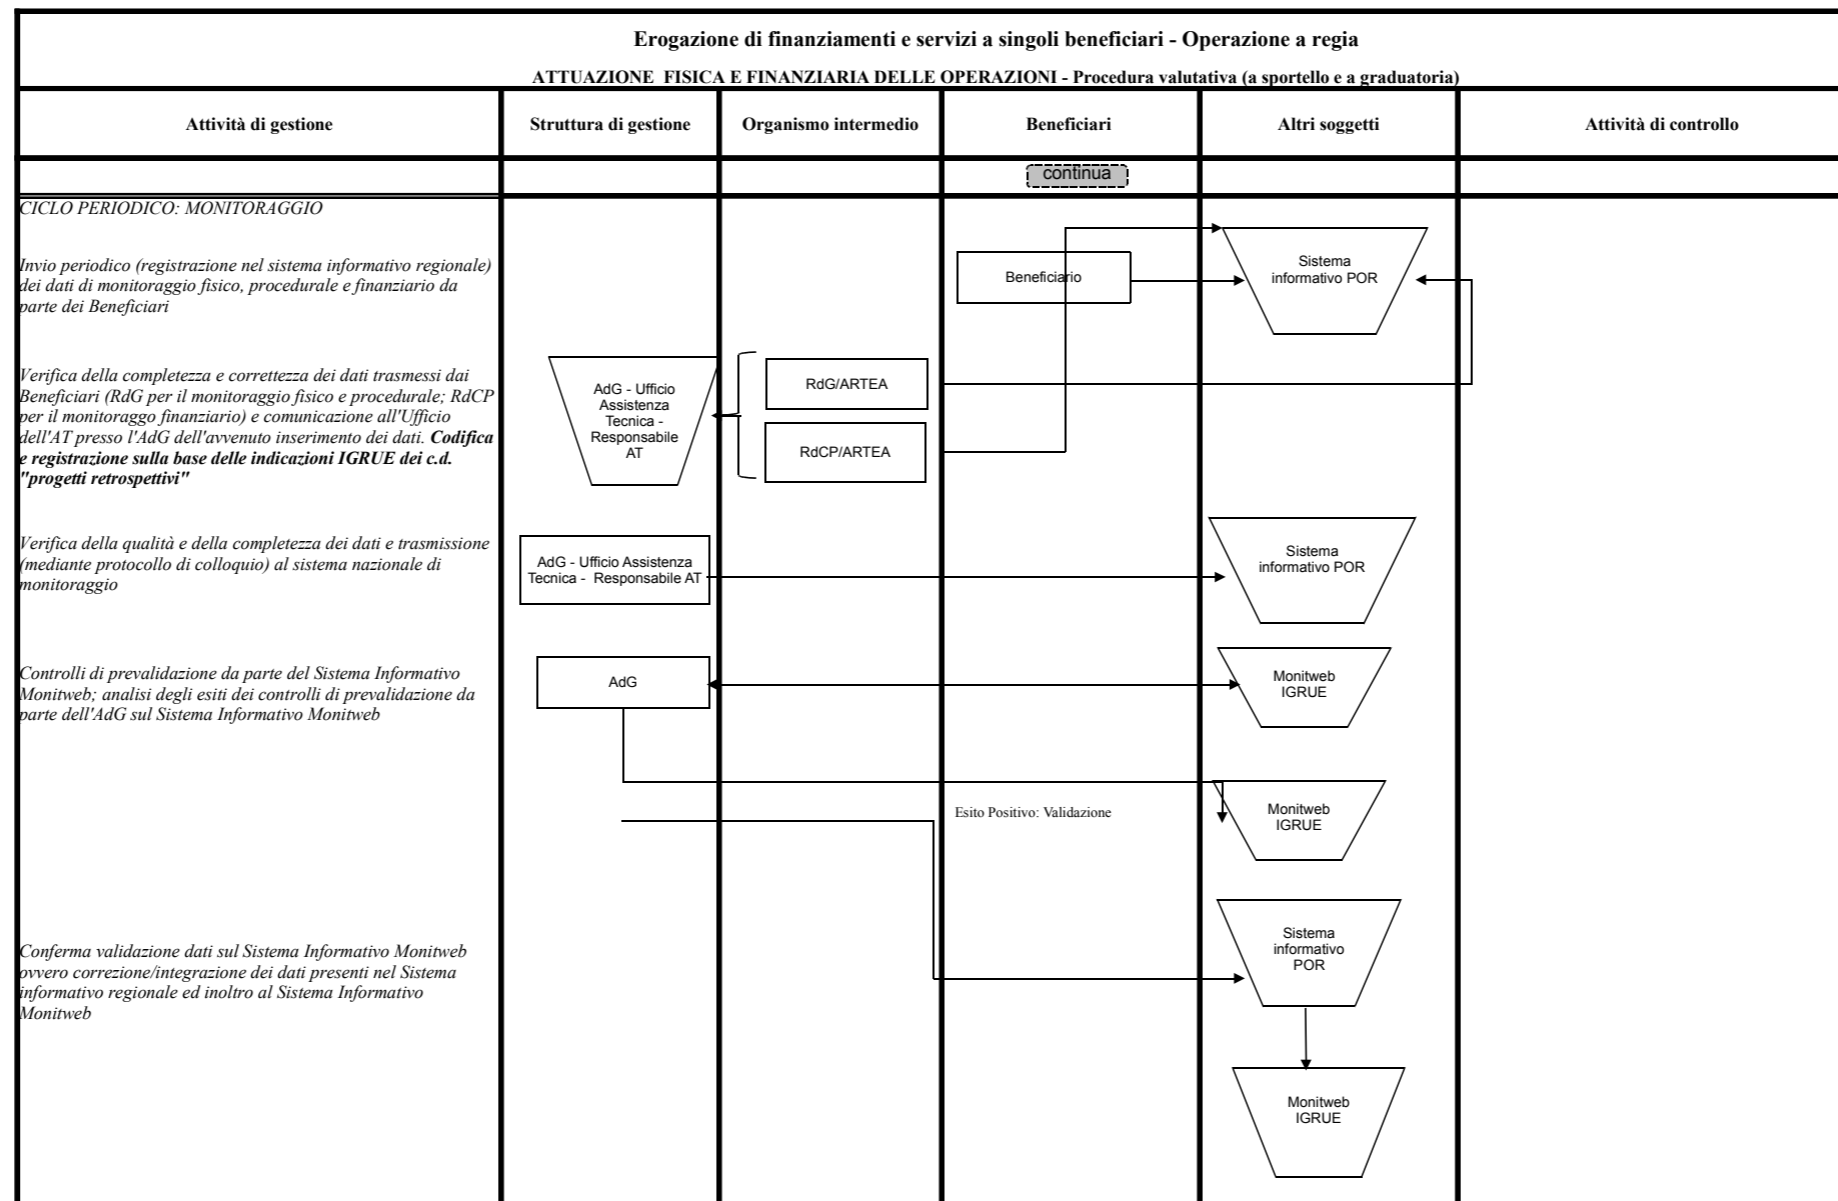 Erogazione di finanziamenti e servizi a singoli beneficiari - Operazione a regia
ATTUAZIONE FISICA E FINANZIARIA DELLE OPERAZIONI - Procedura valutativa (a sportello e a graduatoria)
Attività di gestione
Struttura di gestione
Organismo intermedio
Beneficiari
Altri soggetti
Attività di controllo
continua
CICLO PERIODICO: MONITORAGGIO
Invio periodico (registrazione nel sistema informativo regionale)
dei dati di monitoraggio fisico, procedurale e finanziario da
parte dei Beneficiari
Beneficiario
Sistema
informativo POR
Verifica della completezza e correttezza dei dati trasmessi dai
Beneficiari (RdG per il monitoraggio fisico e procedurale; RdCP
per il monitoraggo finanziario) e comunicazione all'Ufficio
dell'AT presso l'AdG dell'avvenuto inserimento dei dati. Codifica
e registrazione sulla base delle indicazioni IGRUE dei c.d.
"progetti retrospettivi"
AdG - Ufficio
Assistenza
Tecnica -
Responsabile
AT
RdG/ARTEA
RdCP/ARTEA
Verifica della qualità e della completezza dei dati e trasmissione
(mediante protocollo di colloquio) al sistema nazionale di
monitoraggio
AdG - Ufficio Assistenza
Tecnica - Responsabile AT
Sistema
informativo POR
Controlli di prevalidazione da parte del Sistema Informativo
Monitweb; analisi degli esiti dei controlli di prevalidazione da
parte dell'AdG sul Sistema Informativo Monitweb
AdG
Monitweb
IGRUE
Esito Positivo: Validazione
Monitweb
IGRUE
Conferma validazione dati sul Sistema Informativo Monitweb
ovvero correzione/integrazione dei dati presenti nel Sistema
informativo regionale ed inoltro al Sistema Informativo
Monitweb
Sistema
informativo
POR
Monitweb
IGRUE